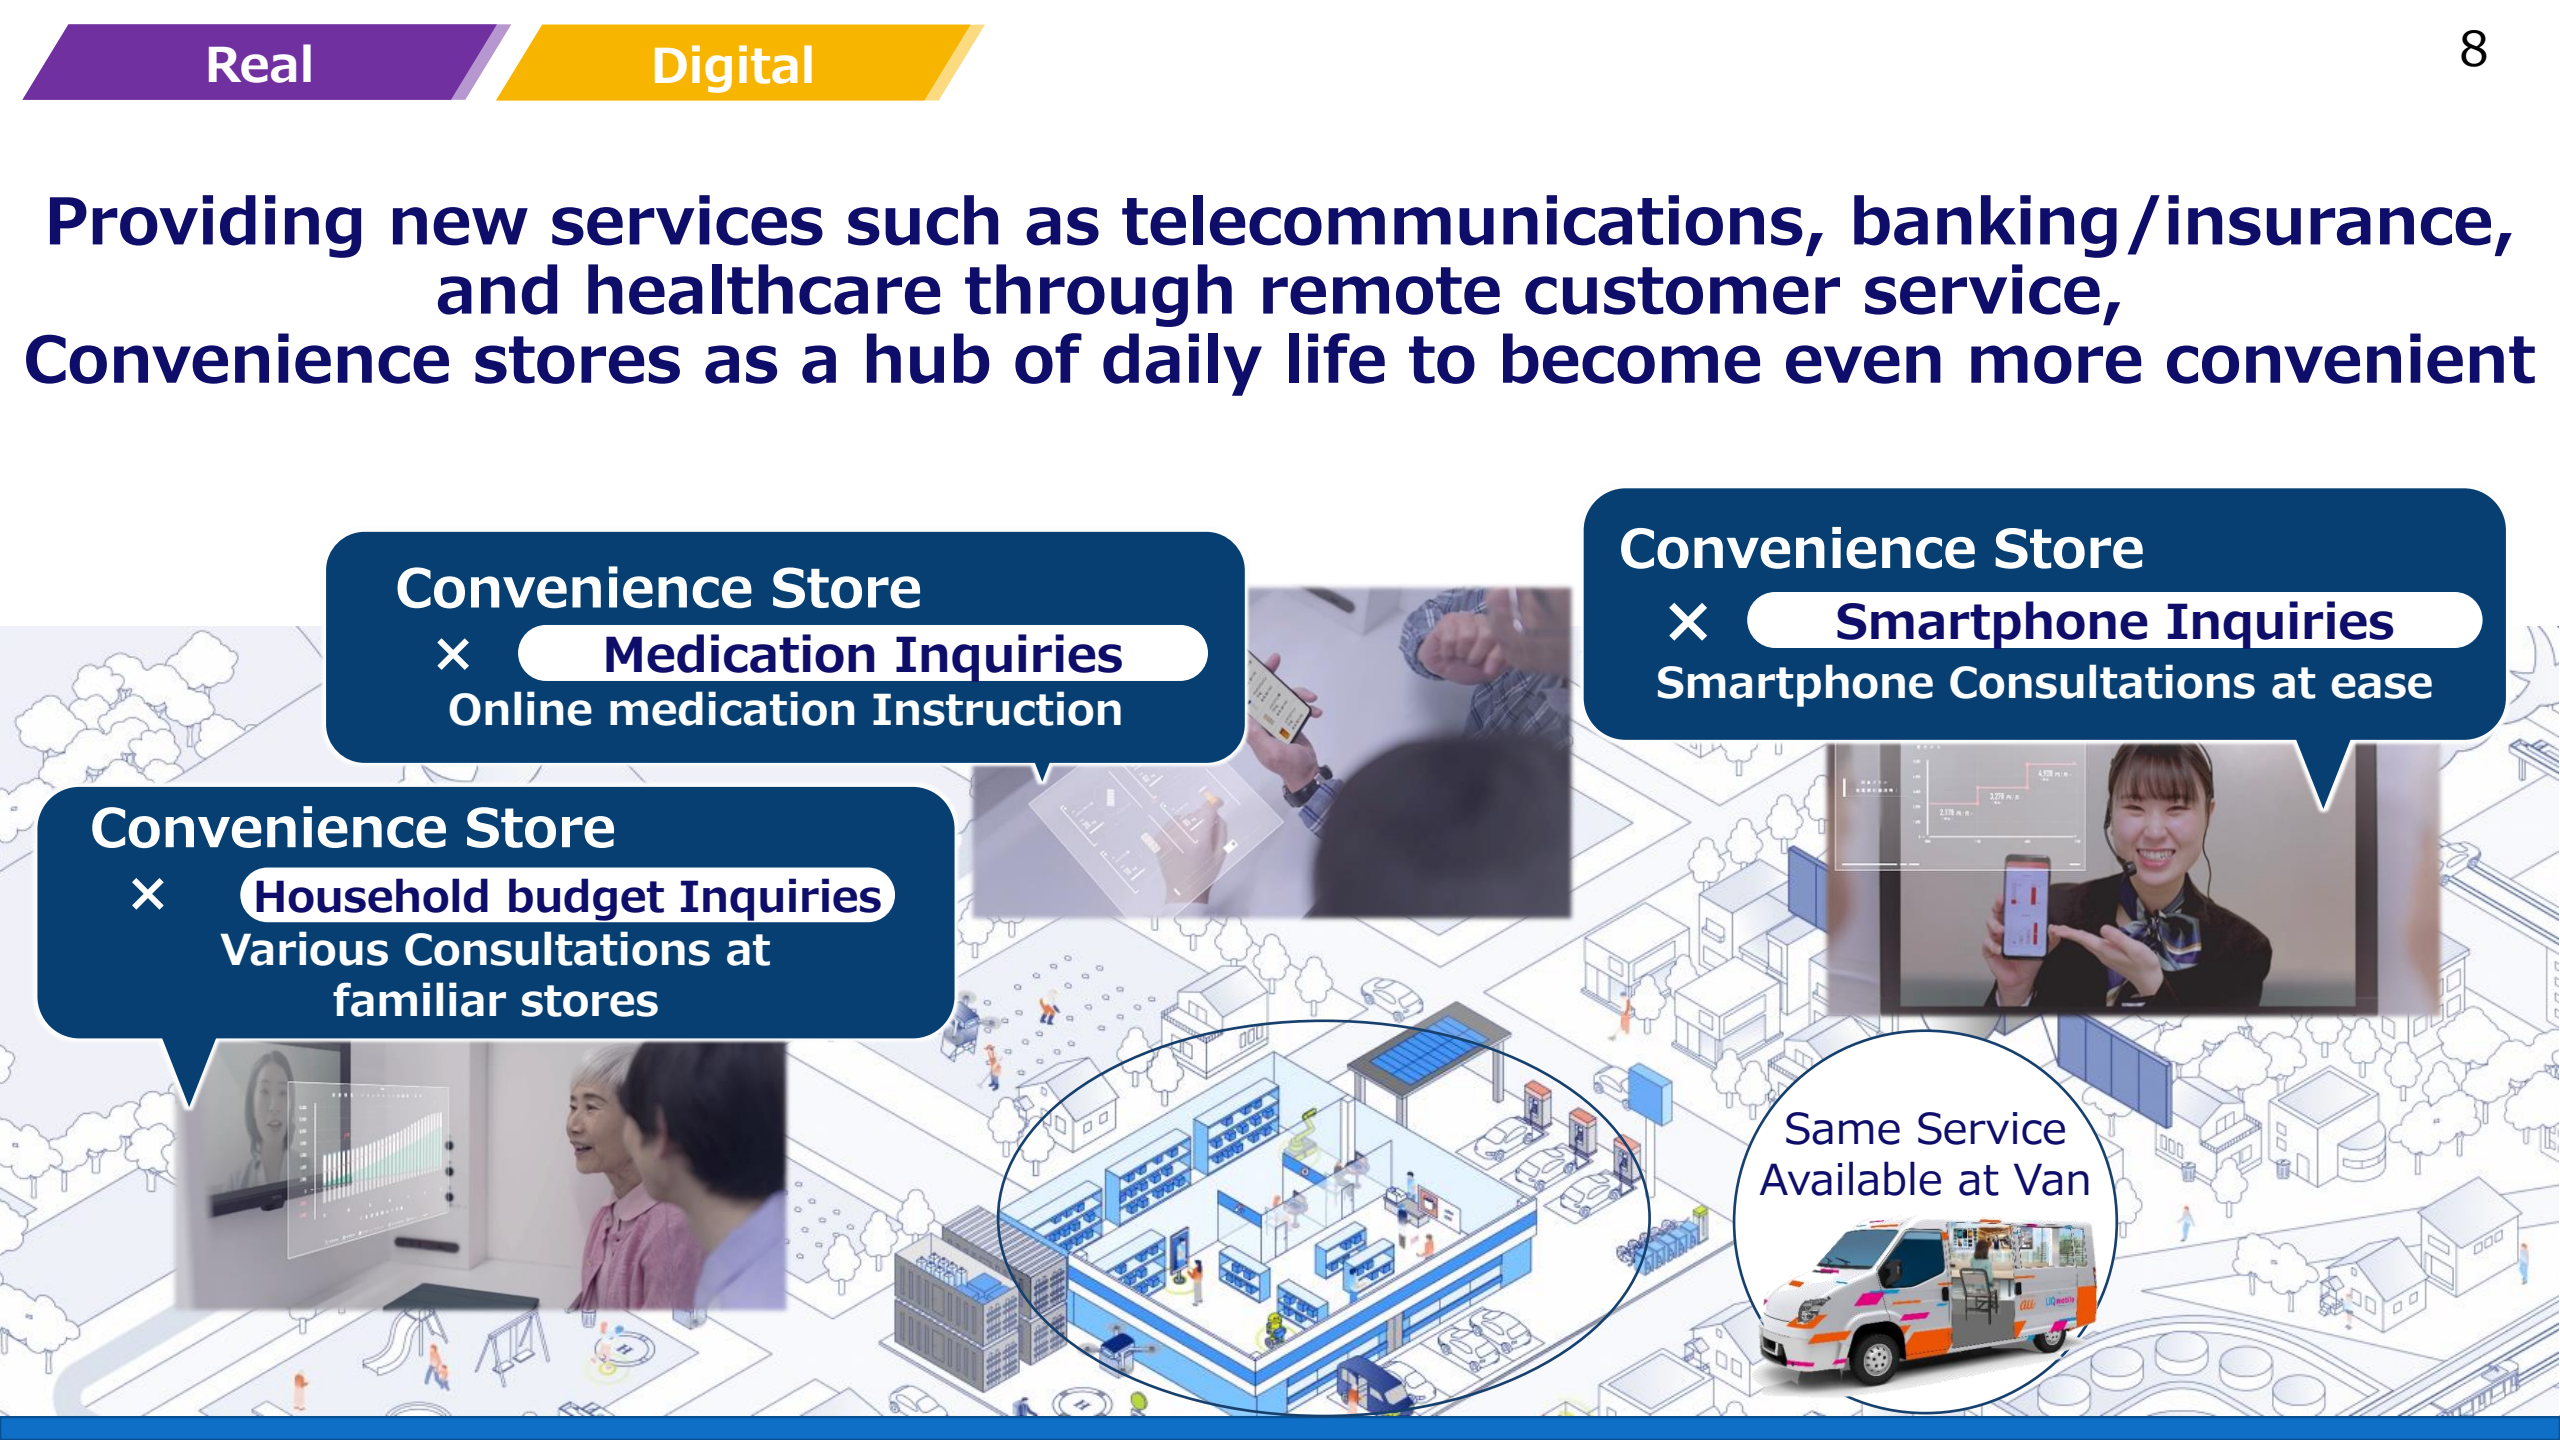 Real
Digital
8
Providing new services such as telecommunications, banking/insurance,
and healthcare through remote customer service,
Convenience stores as a hub of daily life to become even more convenient
Convenience Store
× Medication Inquiries
Online medication Instruction
Convenience Store
× Smartphone Inquiries
Smartphone Consultations at ease
Convenience Store
× Household budget Inquiries
Various Consultations at
familiar stores
Same Service
Available at Van
au UQ mobile
H
H